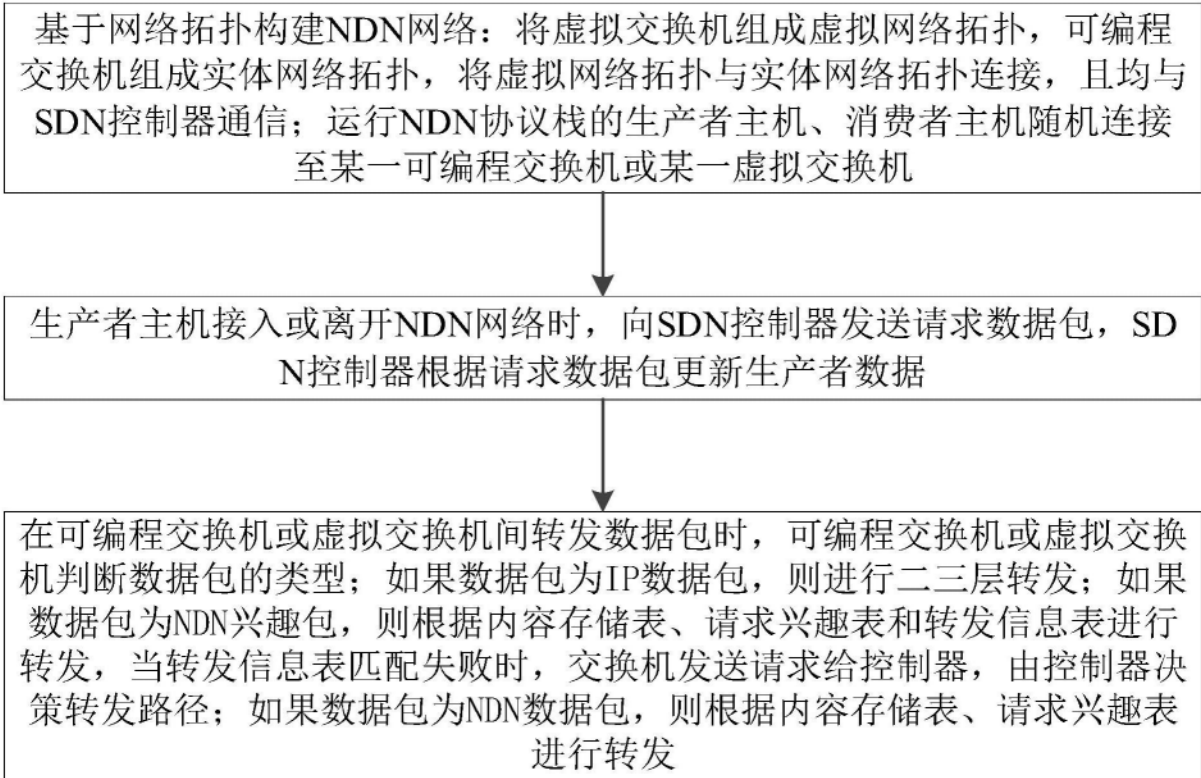 基于网络拓扑构建NDN网络：将虚拟交换机组成虚拟网络拓扑，可编程
交换机组成实体网络拓扑，将虚拟网络拓扑与实体网络拓扑连接，且均与
SDN控制器通信；运行NDN协议栈的生产者主机、消费者主机随机连接
至某一可编程交换机或某一虚拟交换机
生产者主机接入或离开NDN网络时，向SDN控制器发送请求数据包，SD
N控制器根据请求数据包更新生产者数据
在可编程交换机或虚拟交换机间转发数据包时，可编程交换机或虚拟交换
机判断数据包的类型；如果数据包为IP数据包，则进行二三层转发；如果
数据包为NDN兴趣包，则根据内容存储表、请求兴趣表和转发信息表进行
转发，当转发信息表匹配失败时，交换机发送请求给控制器，由控制器决
策转发路径；如果数据包为NDN数据包，则根据内容存储表、请求兴趣表
进行转发